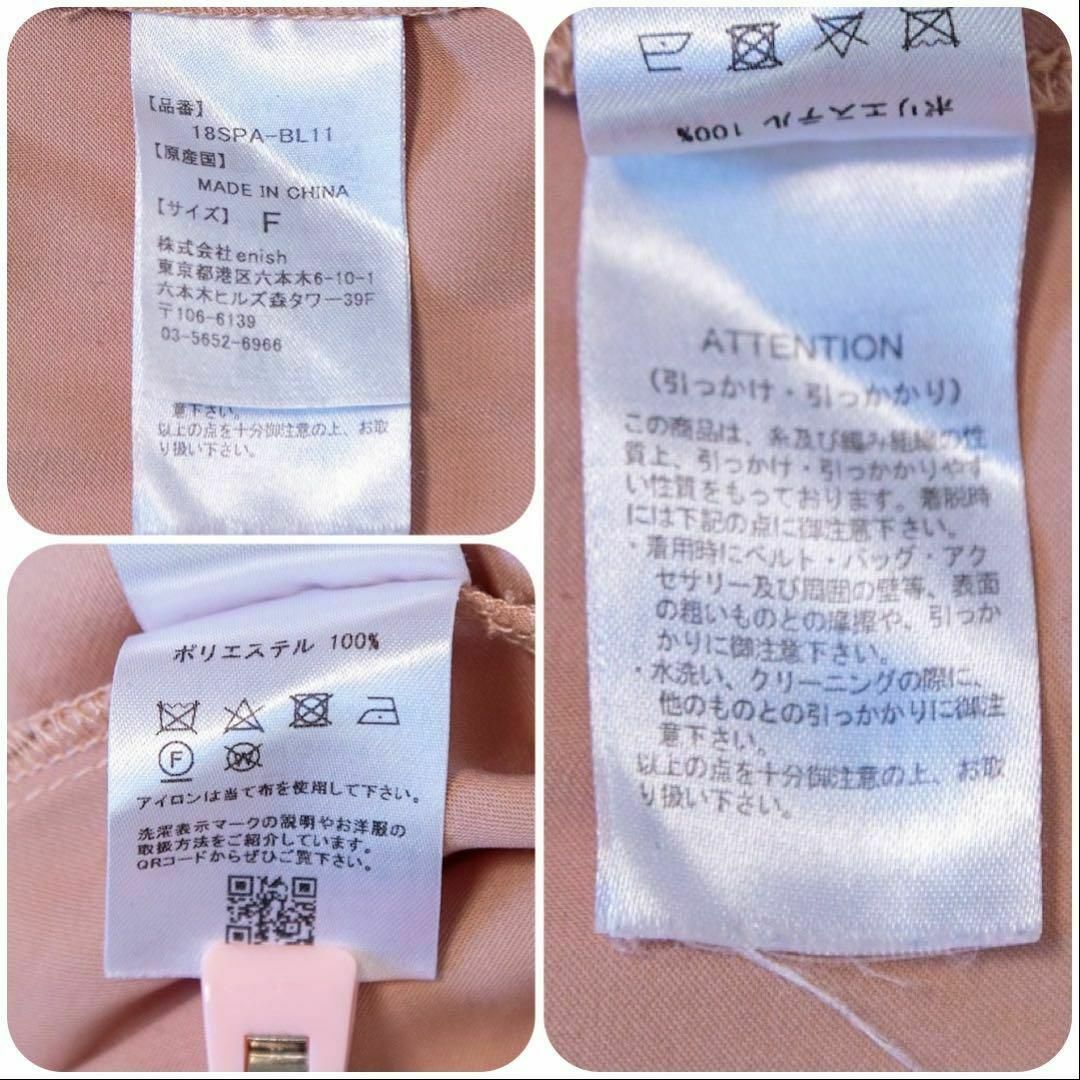 【品番】
18SPA-BL11
【原産国】
MADE IN CHINA
【サイズ】 F
株式会社enish
東京都港区六本木6-10-1
六本木ヒルズ森タワー39F
〒106-6139
03-5652-6966
意下さい。
以上の点を十分御注意の上、お取
り扱い下さい。
ポリエステル 100%
F
W
アイロンは当て布を使用して下さい。
洗濯表示マークの説明やお洋服の
取扱方法をご紹介しています。
QRコードからぜひご覧下さい。
ポリエステル 100%
ATTENTION
(引っかけ・引っかかり)
この商品は、糸及び編み組織の性
質上、引っかけ・引っかかりやす
い性質をもっております。着脱時
には下記の点に御注意下さい。
・着用時にベルト・バッグ・アク
セサリー及び周囲の壁等、表面
の粗いものとの摩擦や、引っか
かりに御注意下さい。
・水洗い、クリーニングの際に、
他のものとの引っかかりに御注
意下さい。
以上の点を十分御注意の上、お取
り扱い下さい。